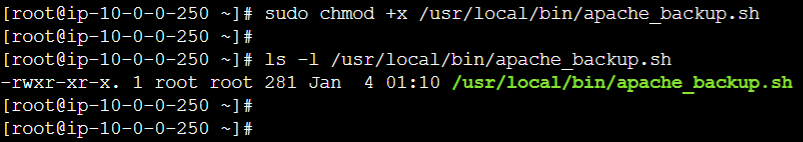 [root@ip-10-0-0-250 ~]# sudo chmod +x /usr/local/bin/apache_backup.sh
[root@ip-10-0-0-250 ~]#
[root@ip-10-0-0-250 ~]# ls -l /usr/local/bin/apache_backup.sh
-rwxr-xr-x. 1 root root 281 Jan  4 01:10 /usr/local/bin/apache_backup.sh
[root@ip-10-0-0-250 ~]#
[root@ip-10-0-0-250 ~]#